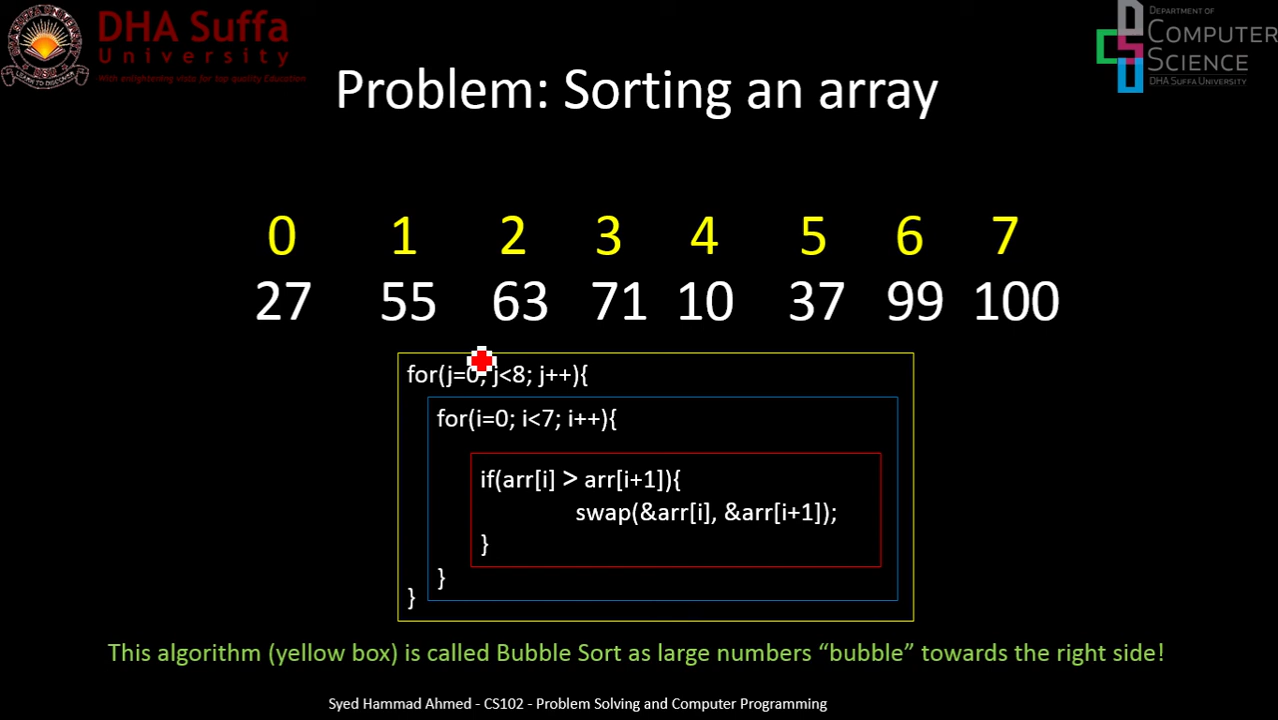 DHA Suffa
University
With enlightening vista for top quality Education
DEPARTMENT OF
COMPUTER
SCIENCE
DHA SUFFA UNIVERSITY
Problem: Sorting an array
0 1 2 3 4 5 6 7
27 55 63 71 10 37 99 100
for(j=0; j<8; j++){
for(i=0; i<7; i++){
if(arr[i] > arr[i+1]){
swap(&arr[i], &arr[i+1]);
}
}
}
This algorithm (yellow box) is called Bubble Sort as large numbers “bubble” towards the right side!
Syed Hammad Ahmed - CS102 - Problem Solving and Computer Programming